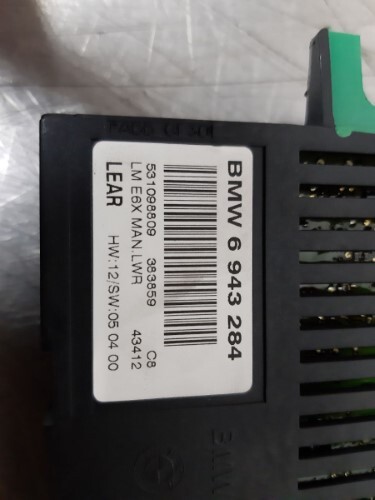 BMW 6 943 284
531098809 383859 C8
LM E6X MAN.LWR 43412
LEAR HW:12/SW:05 04 00
BMW